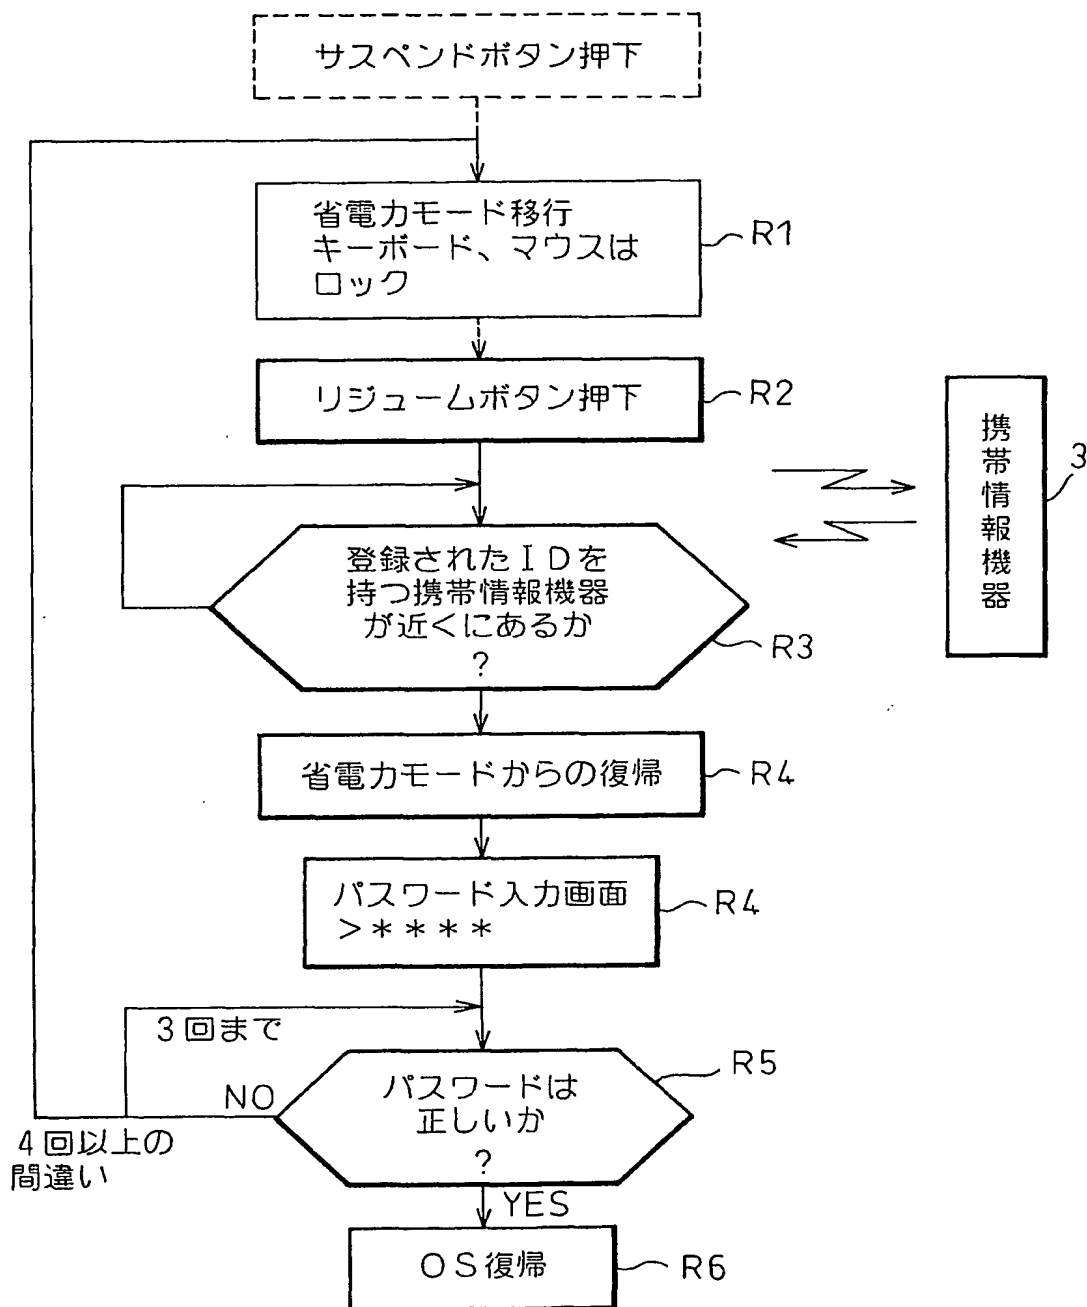 サスペンドボタン押下
省電力モード移行
キーボード、マウスは
ロック
R1
リジュームボタン押下
R2
携帯情報機器
3
登録されたIDを
持つ携帯情報機器
が近くにあるか
?
R3
省電力モードからの復帰
R4
パスワード入力画面
>****
R4
3回まで
パスワードは
正しいか
?
R5
NO
4回以上の
間違い
YES
OS復帰
R6